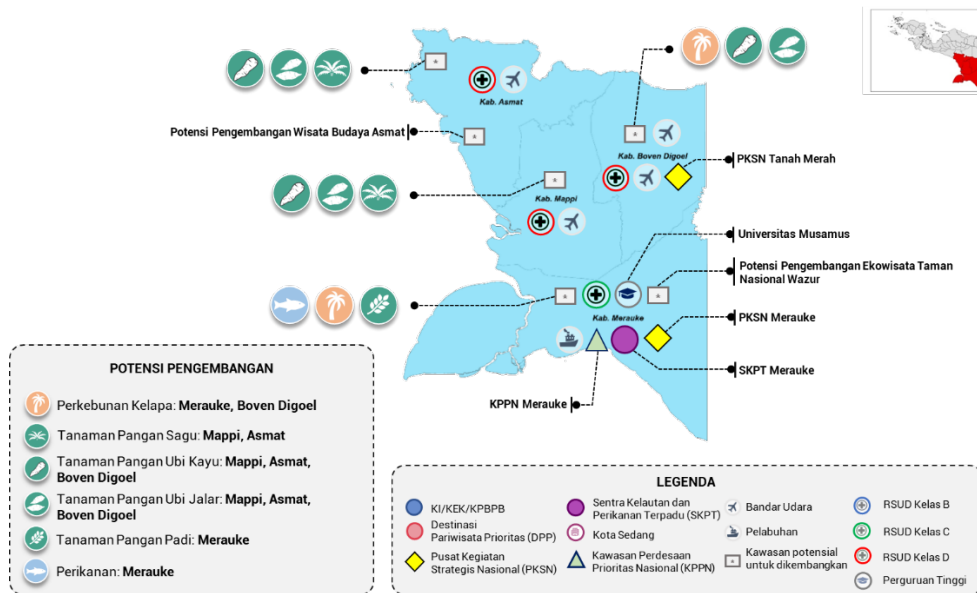 Kab. Asmat
Potensi Pengembangan Wisata Budaya Asmat
Kab. Boven Digoel
PKSN Tanah Merah
Kab. Mappi
Universitas Musamus
Potensi Pengembangan Ekowisata Taman
Nasional Wazur
Kab. Merauke
PKSN Merauke
SKPT Merauke
KPPN Merauke
POTENSI PENGEMBANGAN
Perkebunan Kelapa: Merauke, Boven Digoel
Tanaman Pangan Sagu: Mappi, Asmat
Tanaman Pangan Ubi Kayu: Mappi, Asmat,
Boven Digoel
Tanaman Pangan Ubi Jalar: Mappi, Asmat,
Boven Digoel
Tanaman Pangan Padi: Merauke
Perikanan: Merauke
LEGENDA
KI/KEK/KPBPB
Destinasi
Pariwisata Prioritas (DPP)
Pusat Kegiatan
Strategis Nasional (PKSN)
Sentra Kelautan dan
Perikanan Terpadu (SKPT)
Kota Sedang
Kawasan Perdesaan
Prioritas Nasional (KPPN)
Bandar Udara
Pelabuhan
Kawasan potensial
untuk dikembangkan
RSUD Kelas B
RSUD Kelas C
RSUD Kelas D
Perguruan Tinggi